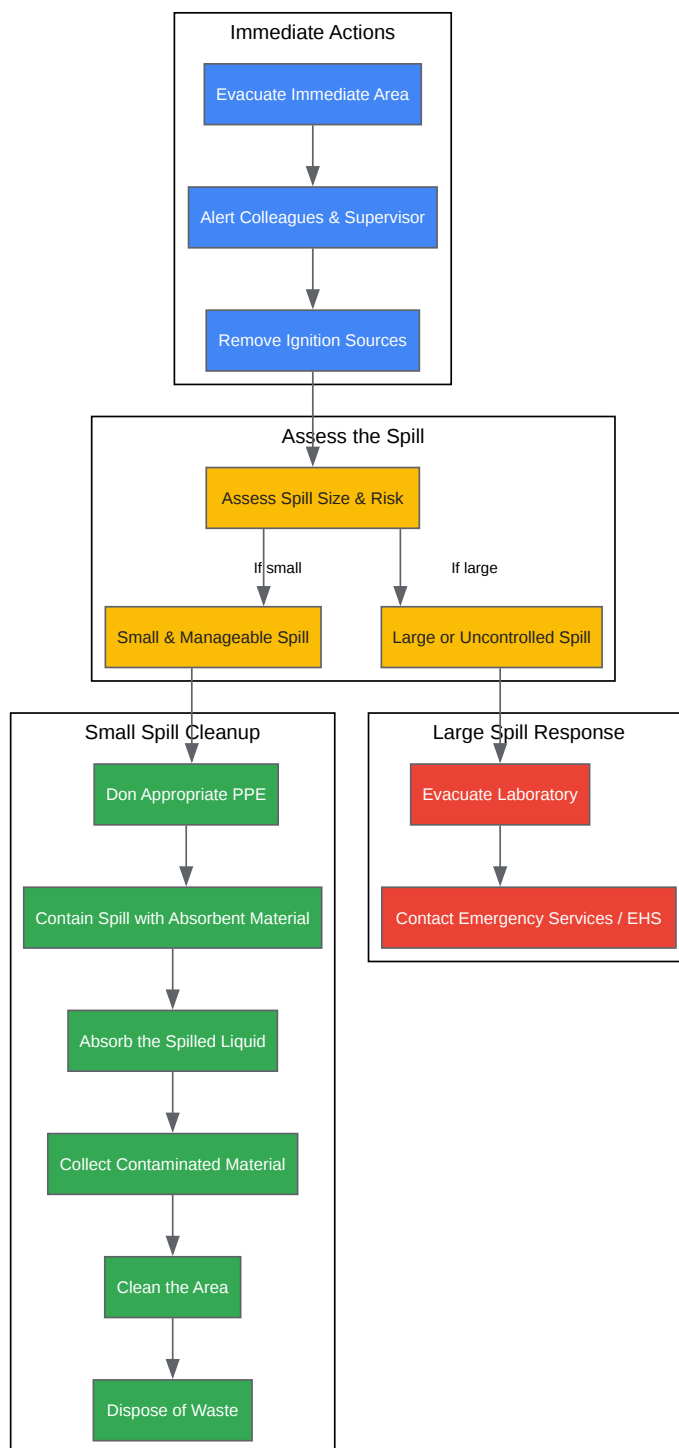 Immediate Actions
Evacuate Immediate Area
Alert Colleagues & Supervisor
Remove Ignition Sources
Assess the Spill
Assess Spill Size & Risk
If small
If large
Small & Manageable Spill
Large or Uncontrolled Spill
Small Spill Cleanup
Don Appropriate PPE
Contain Spill with Absorbent Material
Absorb the Spilled Liquid
Collect Contaminated Material
Clean the Area
Dispose of Waste
Large Spill Response
Evacuate Laboratory
Contact Emergency Services / EHS